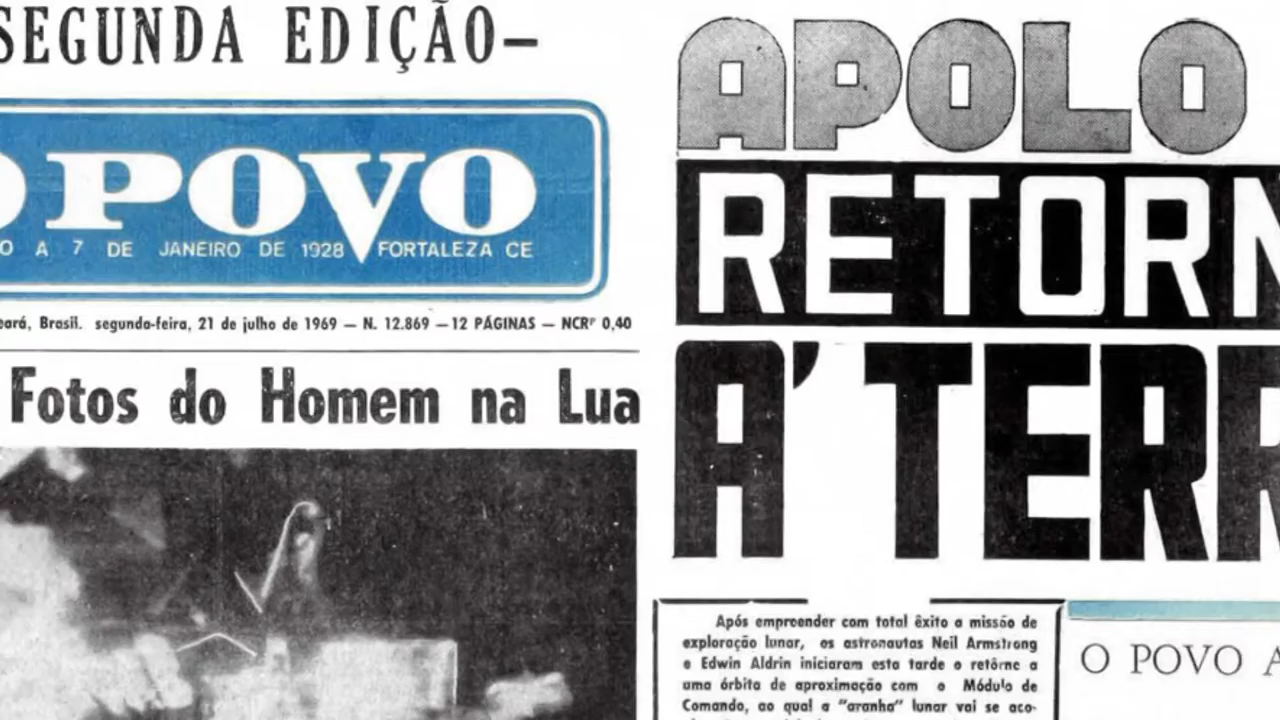 SEGUNDA EDIÇÃO—
O POVO
O A 7 DE JANEIRO DE 1928 FORTALEZA CE
eará, Brasil. segunda-feira, 21 de julho de 1969 — N. 12.869 —12 PÁGINAS — NCRº 0,40
Fotos do Homem na Lua
APOLO
RETORN
A' TERR
Após empreender com total êxito a missão de
exploração lunar, os astronautas Neil Armstrong
e Edwin Aldrin iniciaram esta tarde o retôrno a
uma órbita de aproximação com o Módulo de
Comando, ao qual a "aranha" lunar vai se aco-
O POVO A